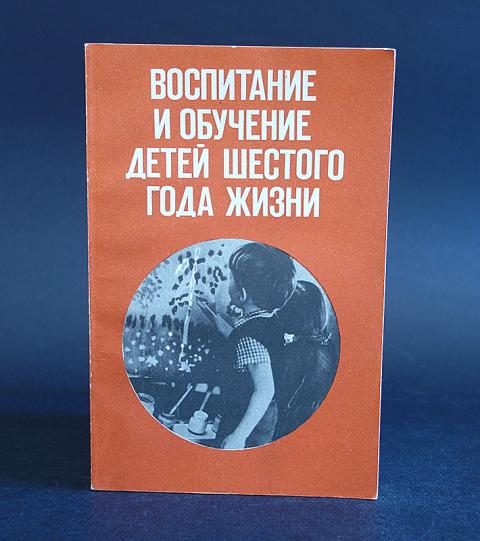 ВОСПИТАНИЕ
И ОБУЧЕНИЕ
ДЕТЕЙ ШЕСТОГО
ГОДА ЖИЗНИ